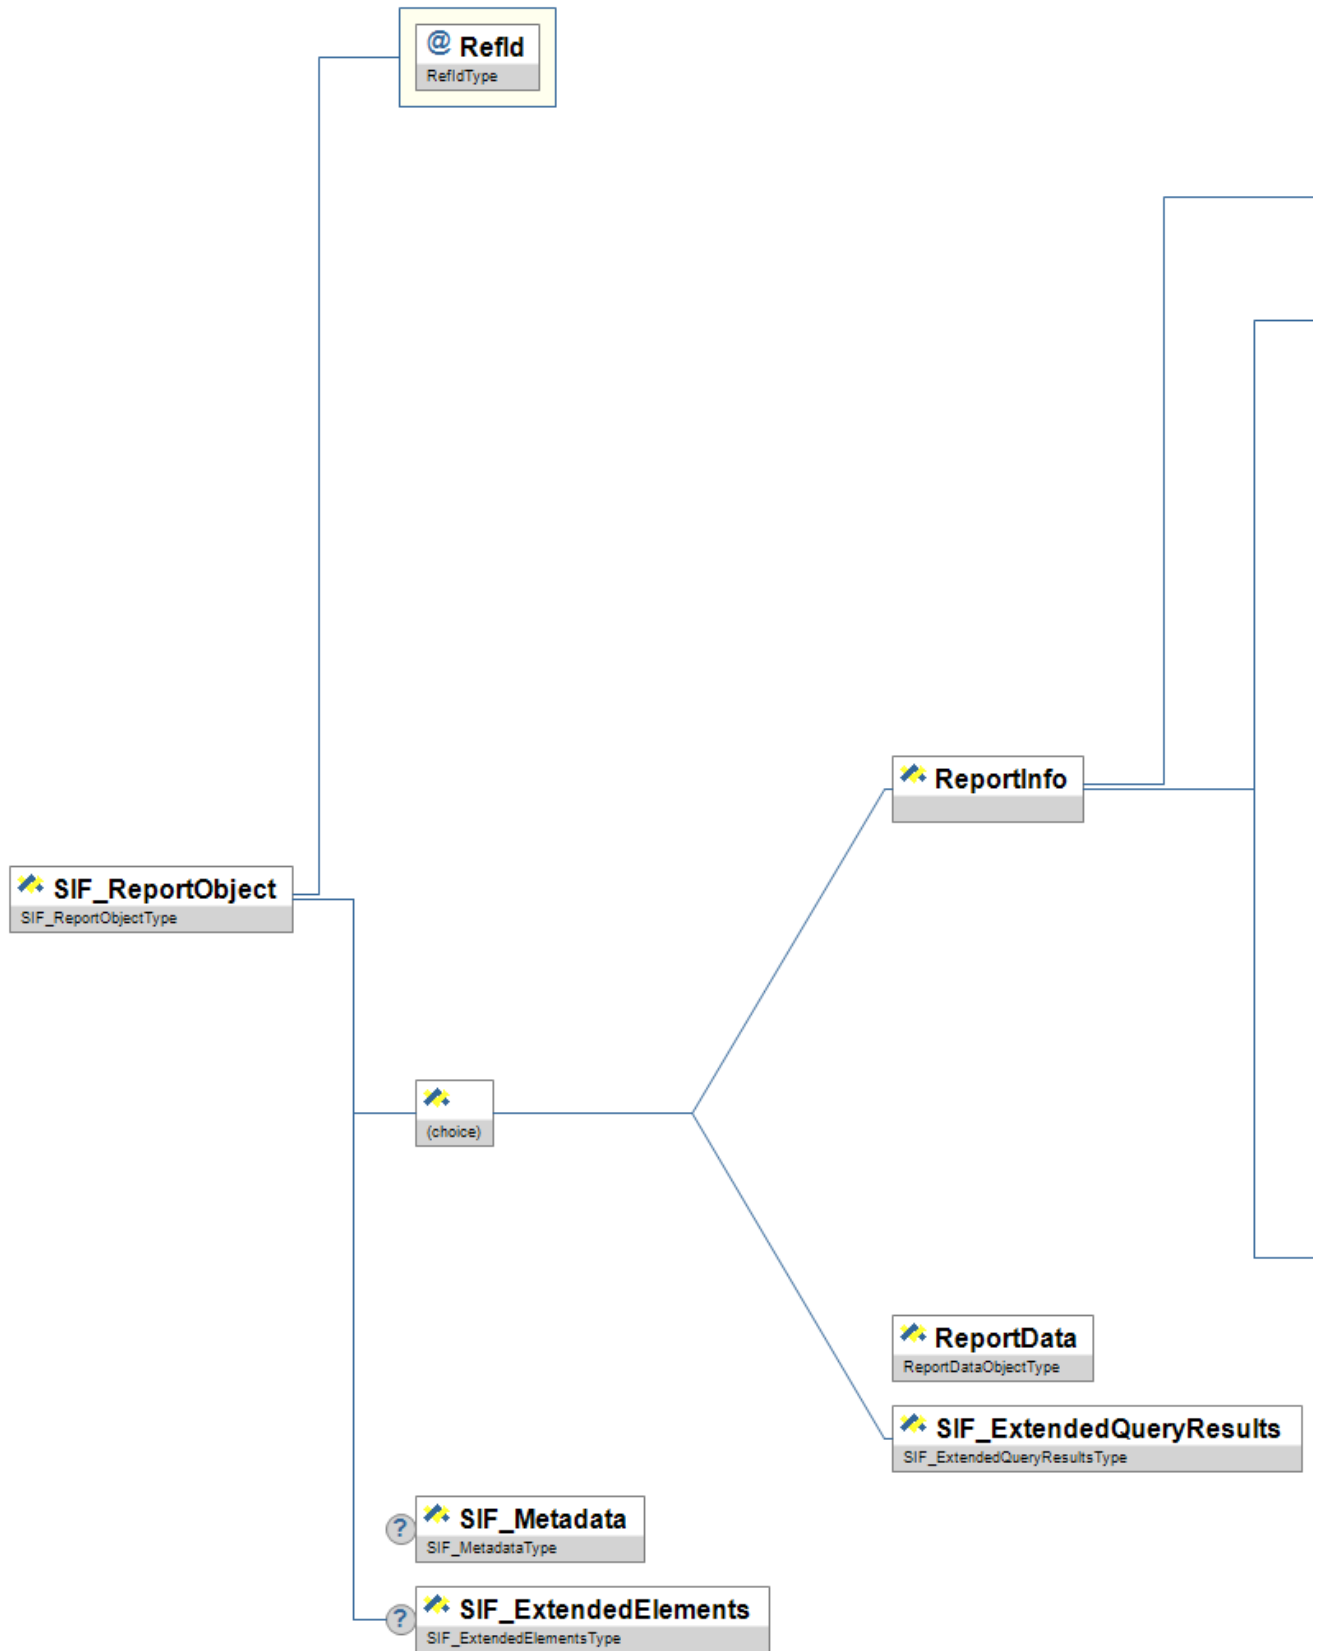 @ RefId
RefIdType
ReportInfo
SIF_ReportObject
SIF_ReportObjectType
(choice)
ReportData
ReportDataObjectType
SIF_ExtendedQueryResults
SIF_ExtendedQueryResultsType
? SIF_Metadata
SIF_MetadataType
? SIF_ExtendedElements
SIF_ExtendedElementsType